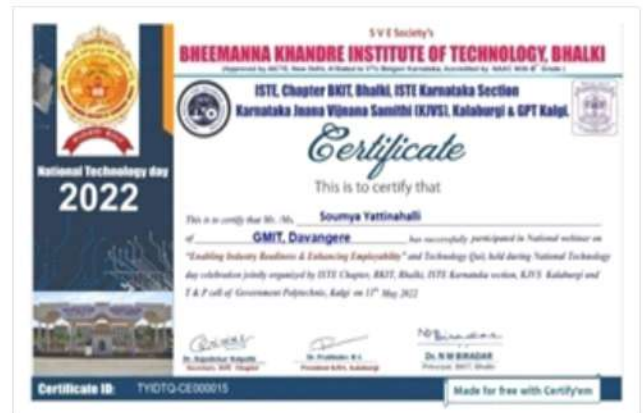 S V E Society's
BHEEMANNA KHANDRE INSTITUTE OF TECHNOLOGY, BHALKI
ISTE, Chapter BKIT, Bhalki, ISTE Karnataka Section
Karnataka Jnana Vijnana Samithi (KJVS), Kalaburgi & GPT Kalgi,
Certificate
This is to certify that
National Technology day
2022
This is to certify that Mr. /Ms. Soumya Yattinahalli
of GMIT, Davangere has successfully participated in National webinar on
"Enabling Industry Readiness & Enhancing Employability" and Technology Quiz held during National Technology
day celebration jointly organized by ISTE Chapter, BKIT, Bhalki, ISTE Karnataka section, KJVS Kalaburgi and
T & P cell of Government Polytechnic, Kalgi on 11th May 2022
Dr. N M BIRADAR
Principal, BKIT, Bhalki
Certificate ID: TYIDTQ-CE000015
Made for free with Certify'em